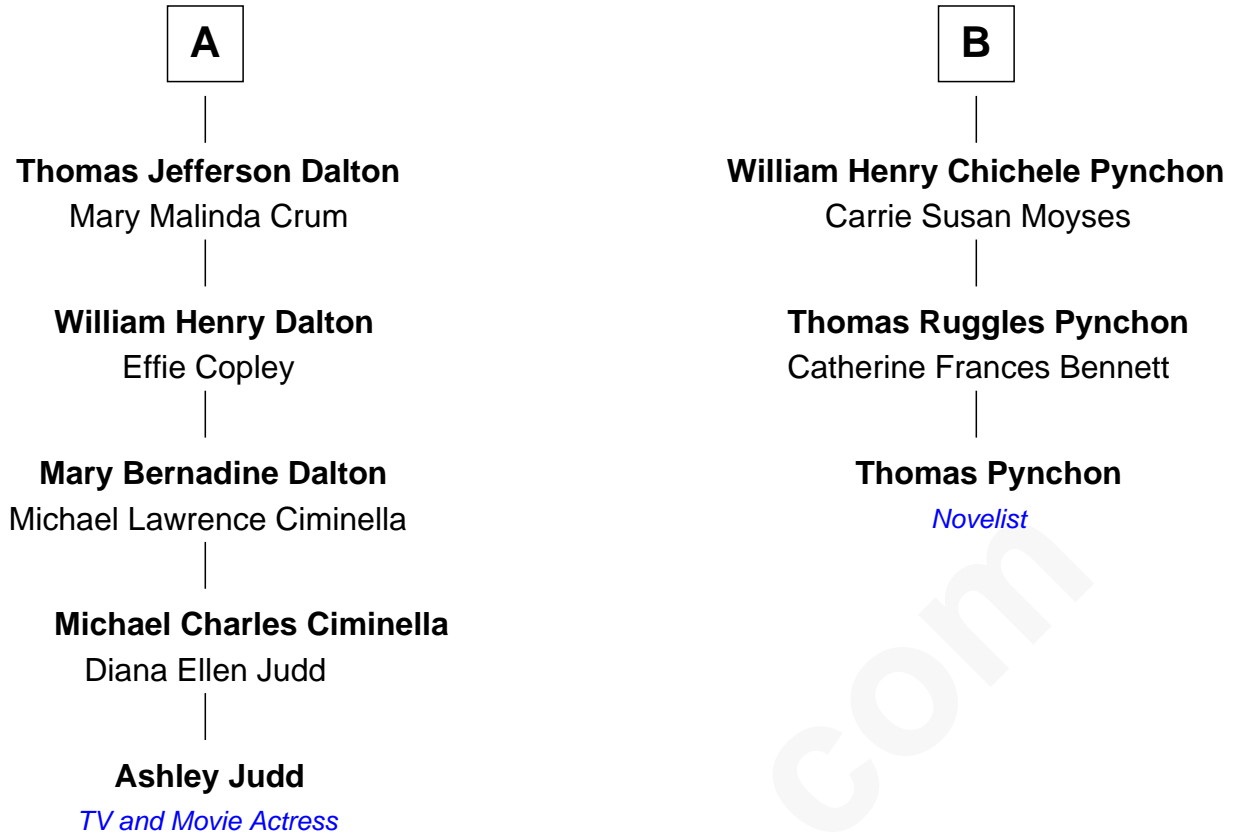 A
Thomas Jefferson Dalton
Mary Malinda Crum
William Henry Dalton
Effie Copley
Mary Bernadine Dalton
Michael Lawrence Ciminella
Michael Charles Ciminella
Diana Ellen Judd
Ashley Judd
TV and Movie Actress
B
William Henry Chichele Pynchon
Carrie Susan Moyses
Thomas Ruggles Pynchon
Catherine Frances Bennett
Thomas Pynchon
Novelist
com